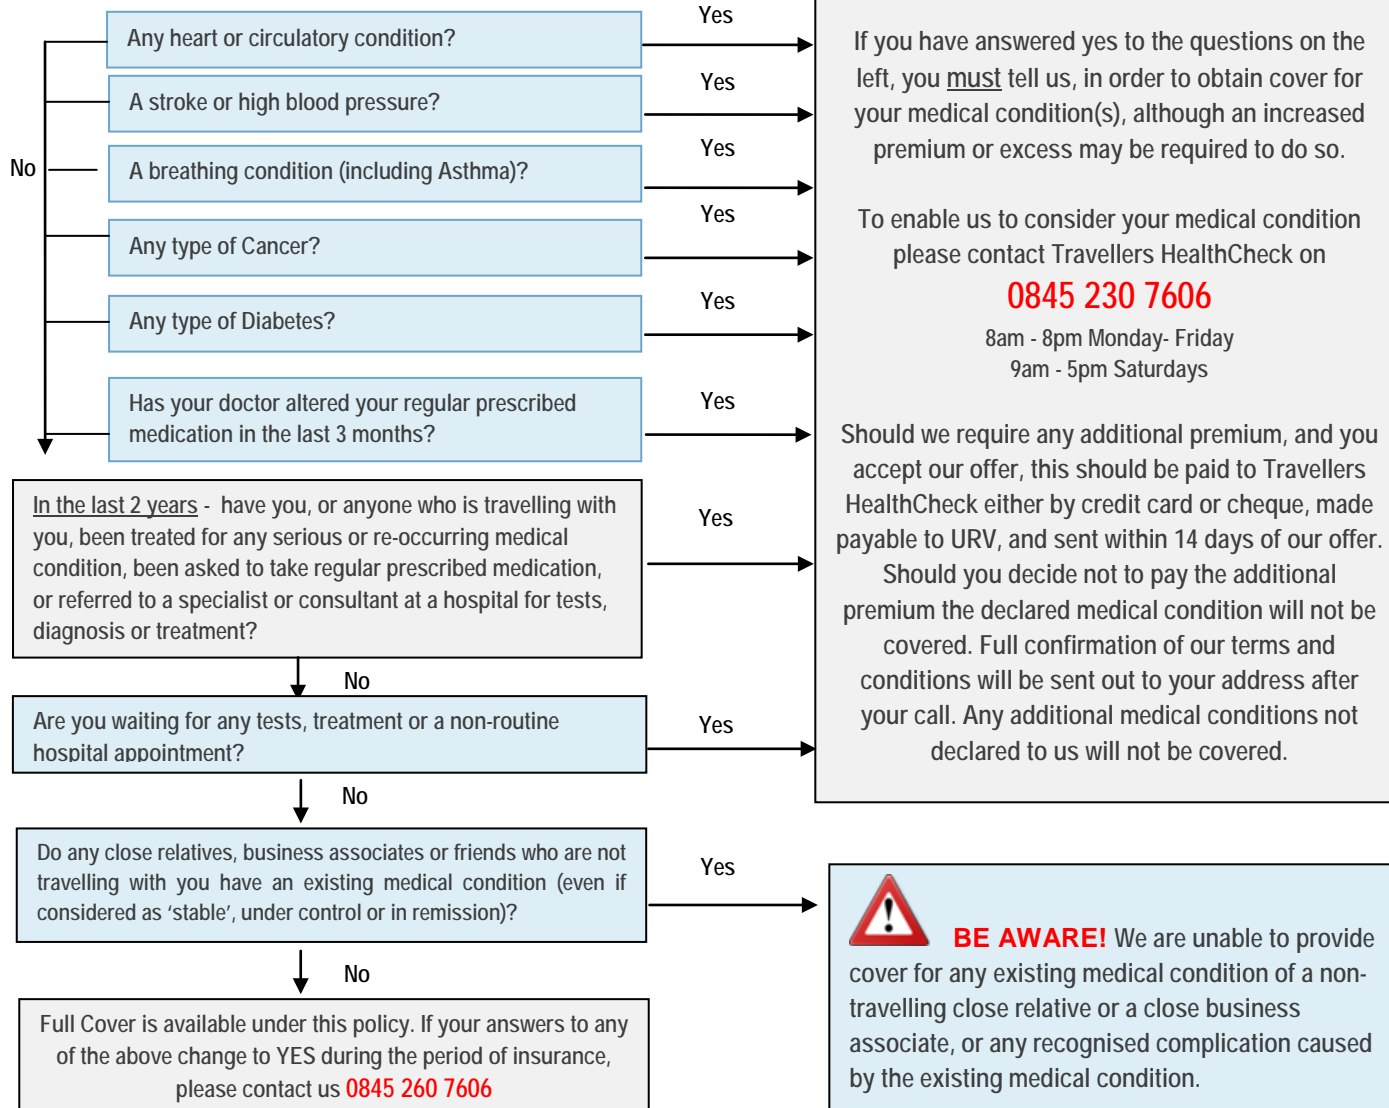 Yes
Any heart or circulatory condition?
Yes
A stroke or high blood pressure?
Yes
No
A breathing condition (including Asthma)?
Yes
Any type of Cancer?
Yes
Any type of Diabetes?
Yes
Has your doctor altered your regular prescribed
medication in the last 3 months?
In the last 2 years - have you, or anyone who is travelling with
you, been treated for any serious or re-occurring medical
condition, been asked to take regular prescribed medication,
or referred to a specialist or consultant at a hospital for tests,
diagnosis or treatment?
Yes
No
Are you waiting for any tests, treatment or a non-routine
hospital appointment?
Yes
No
Do any close relatives, business associates or friends who are not
travelling with you have an existing medical condition (even if
considered as ‘stable’, under control or in remission)?
Yes
No
Full Cover is available under this policy. If your answers to any
of the above change to YES during the period of insurance,
please contact us 0845 260 7606
If you have answered yes to the questions on the
left, you must tell us, in order to obtain cover for
your medical condition(s), although an increased
premium or excess may be required to do so.
To enable us to consider your medical condition
please contact Travellers HealthCheck on
0845 230 7606
8am - 8pm Monday- Friday
9am - 5pm Saturdays
Should we require any additional premium, and you
accept our offer, this should be paid to Travellers
HealthCheck either by credit card or cheque, made
payable to URV, and sent within 14 days of our offer.
Should you decide not to pay the additional
premium the declared medical condition will not be
covered. Full confirmation of our terms and
conditions will be sent out to your address after
your call. Any additional medical conditions not
declared to us will not be covered.
BE AWARE! We are unable to provide
cover for any existing medical condition of a non-
travelling close relative or a close business
associate, or any recognised complication caused
by the existing medical condition.